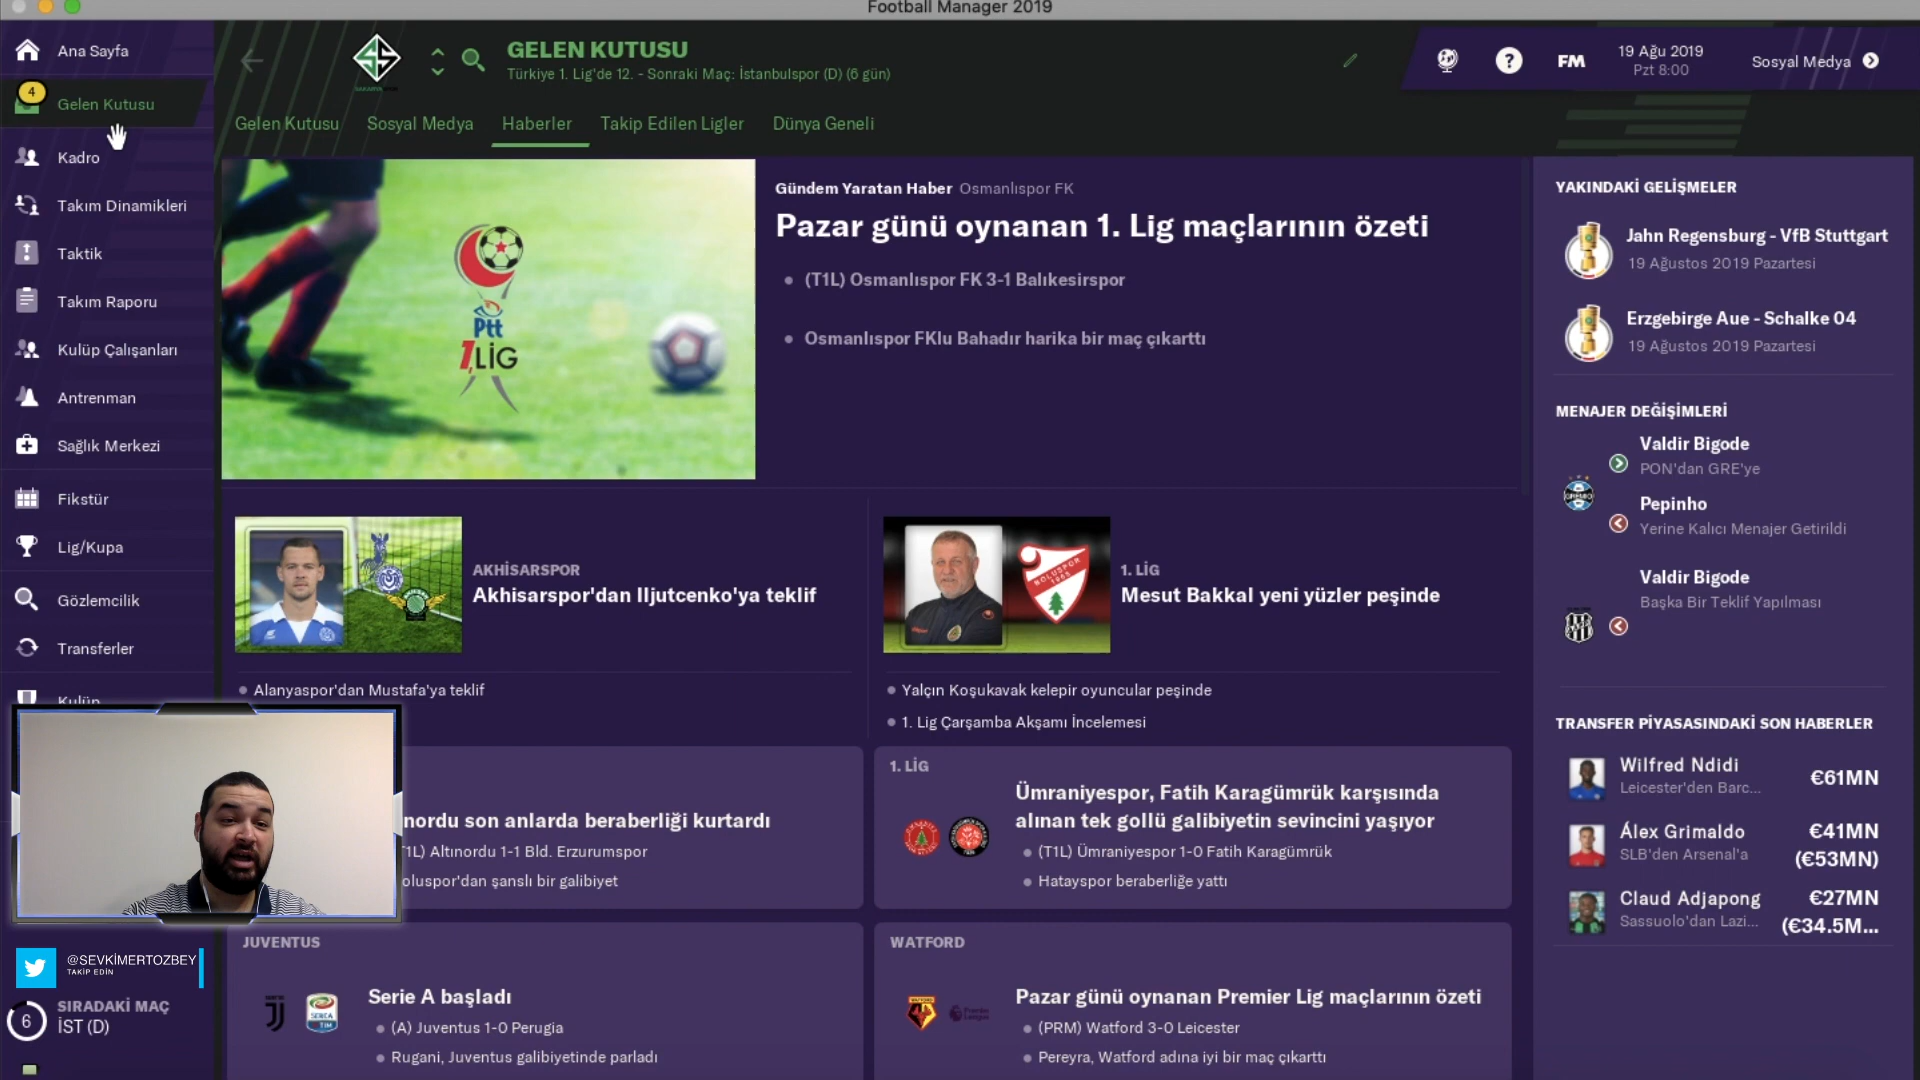 Football Manager 2019
Ana Sayfa
4
Gelen Kutusu
Kadro
Takım Dinamikleri
Taktik
Takım Raporu
Kulüp Çalışanları
Antrenman
Sağlık Merkezi
Fikstür
Lig/Kupa
Gözlemcilik
Transferler
Kulüp
@SEVKIMERTOZBEY
TAKİP EDİN
6
SIRADAKİ MAÇ
İST (D)
GELEN KUTUSU
Türkiye 1. Lig'de 12. - Sonraki Maç: İstanbulspor (D) (6 gün)
?
FM
19 Ağu 2019
Pzt 8:00
Sosyal Medya
Gelen Kutusu
Sosyal Medya
Haberler
Takip Edilen Ligler
Dünya Geneli
Ptt
1.LİG
Gündem Yaratan Haber Osmanlıspor FK
Pazar günü oynanan 1. Lig maçlarının özeti
(T1L) Osmanlıspor FK 3-1 Balıkesirspor
Osmanlıspor FKlu Bahadır harika bir maç çıkarttı
AKHİSARSPOR
Akhisarspor'dan Iljutcenko'ya teklif
Alanyaspor'dan Mustafa'ya teklif
BOLUSPOR
1965
1. LİG
Mesut Bakkal yeni yüzler peşinde
Yalçın Koşukavak kelepir oyuncular peşinde
1. Lig Çarşamba Akşamı İncelemesi
nordu son anlarda beraberliği kurtardı
1L) Altınordu 1-1 Bld. Erzurumspor
oluspor'dan şanslı bir galibiyet
1. LİG
Ümraniyespor, Fatih Karagümrük karşısında
alınan tek gollü galibiyetin sevincini yaşıyor
(T1L) Ümraniyespor 1-0 Fatih Karagümrük
Hatayspor beraberliğe yattı
JUVENTUS
Serie A başladı
(A) Juventus 1-0 Perugia
Rugani, Juventus galibiyetinde parladı
WATFORD
Pazar günü oynanan Premier Lig maçlarının özeti
(PRM) Watford 3-0 Leicester
Pereyra, Watford adına iyi bir maç çıkarttı
YAKINDAKİ GELİŞMELER
Jahn Regensburg - VfB Stuttgart
19 Ağustos 2019 Pazartesi
Erzgebirge Aue - Schalke 04
19 Ağustos 2019 Pazartesi
MENAJER DEĞİŞİMLERİ
Valdir Bigode
PON'dan GRE'ye
Pepinho
Yerine Kalıcı Menajer Getirildi
Valdir Bigode
Başka Bir Teklif Yapılması
TRANSFER PİYASASINDAKİ SON HABERLER
Wilfred Ndidi
€61MN
Leicester'den Barc...
Álex Grimaldo
€41MN
SLB'den Arsenal'a
(€53MN)
Claud Adjapong
€27MN
Sassuolo'dan Lazi...
(€34.5M...